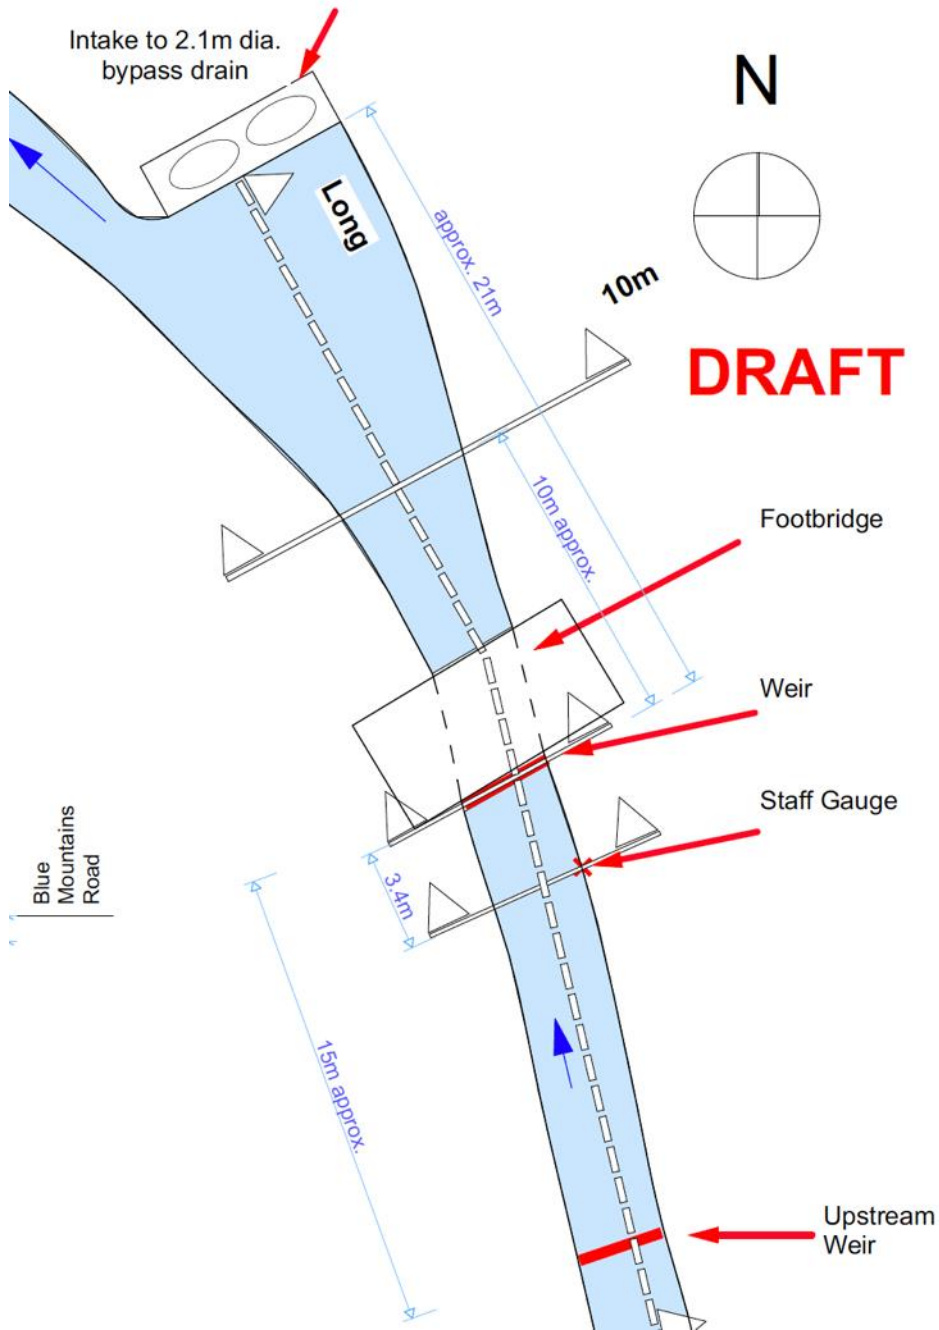 Intake to 2.1m dia.
bypass drain
N
Long
approx. 21m
10m
DRAFT
10m approx.
Footbridge
Weir
Staff Gauge
Blue
Mountains
Road
3.4m
15m approx.
Upstream
Weir